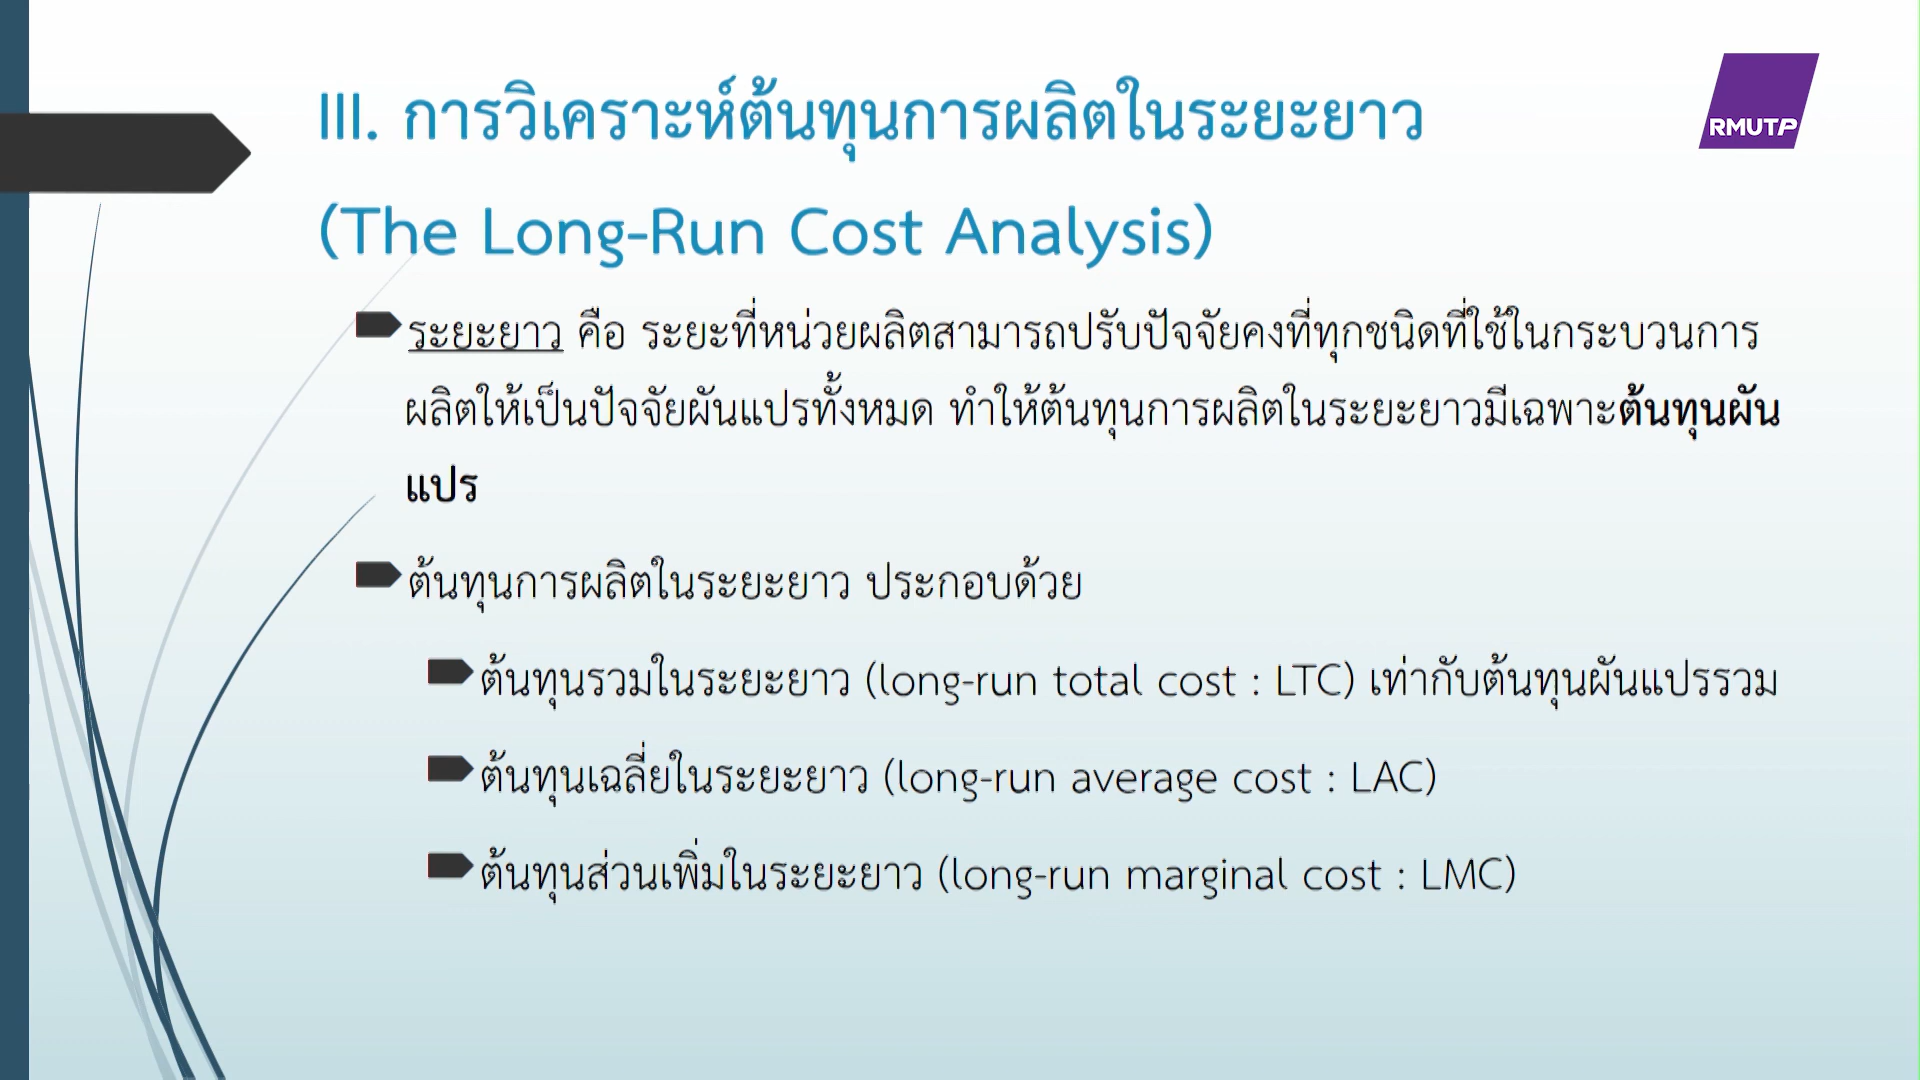 III. การวิเคราะห์ต้นทุนการผลิตในระยะยาว
(The Long-Run Cost Analysis)
RMUTP
ระยะยาว คือ ระยะที่หน่วยผลิตสามารถปรับปัจจัยคงที่ทุกชนิดที่ใช้ในกระบวนการ
ผลิตให้เป็นปัจจัยผันแปรทั้งหมด ทำให้ต้นทุนการผลิตในระยะยาวมีเฉพาะต้นทุนผัน
แปร
ต้นทุนการผลิตในระยะยาว ประกอบด้วย
ต้นทุนรวมในระยะยาว (long-run total cost : LTC) เท่ากับต้นทุนผันแปรรวม
ต้นทุนเฉลี่ยในระยะยาว (long-run average cost : LAC)
ต้นทุนส่วนเพิ่มในระยะยาว (long-run marginal cost : LMC)